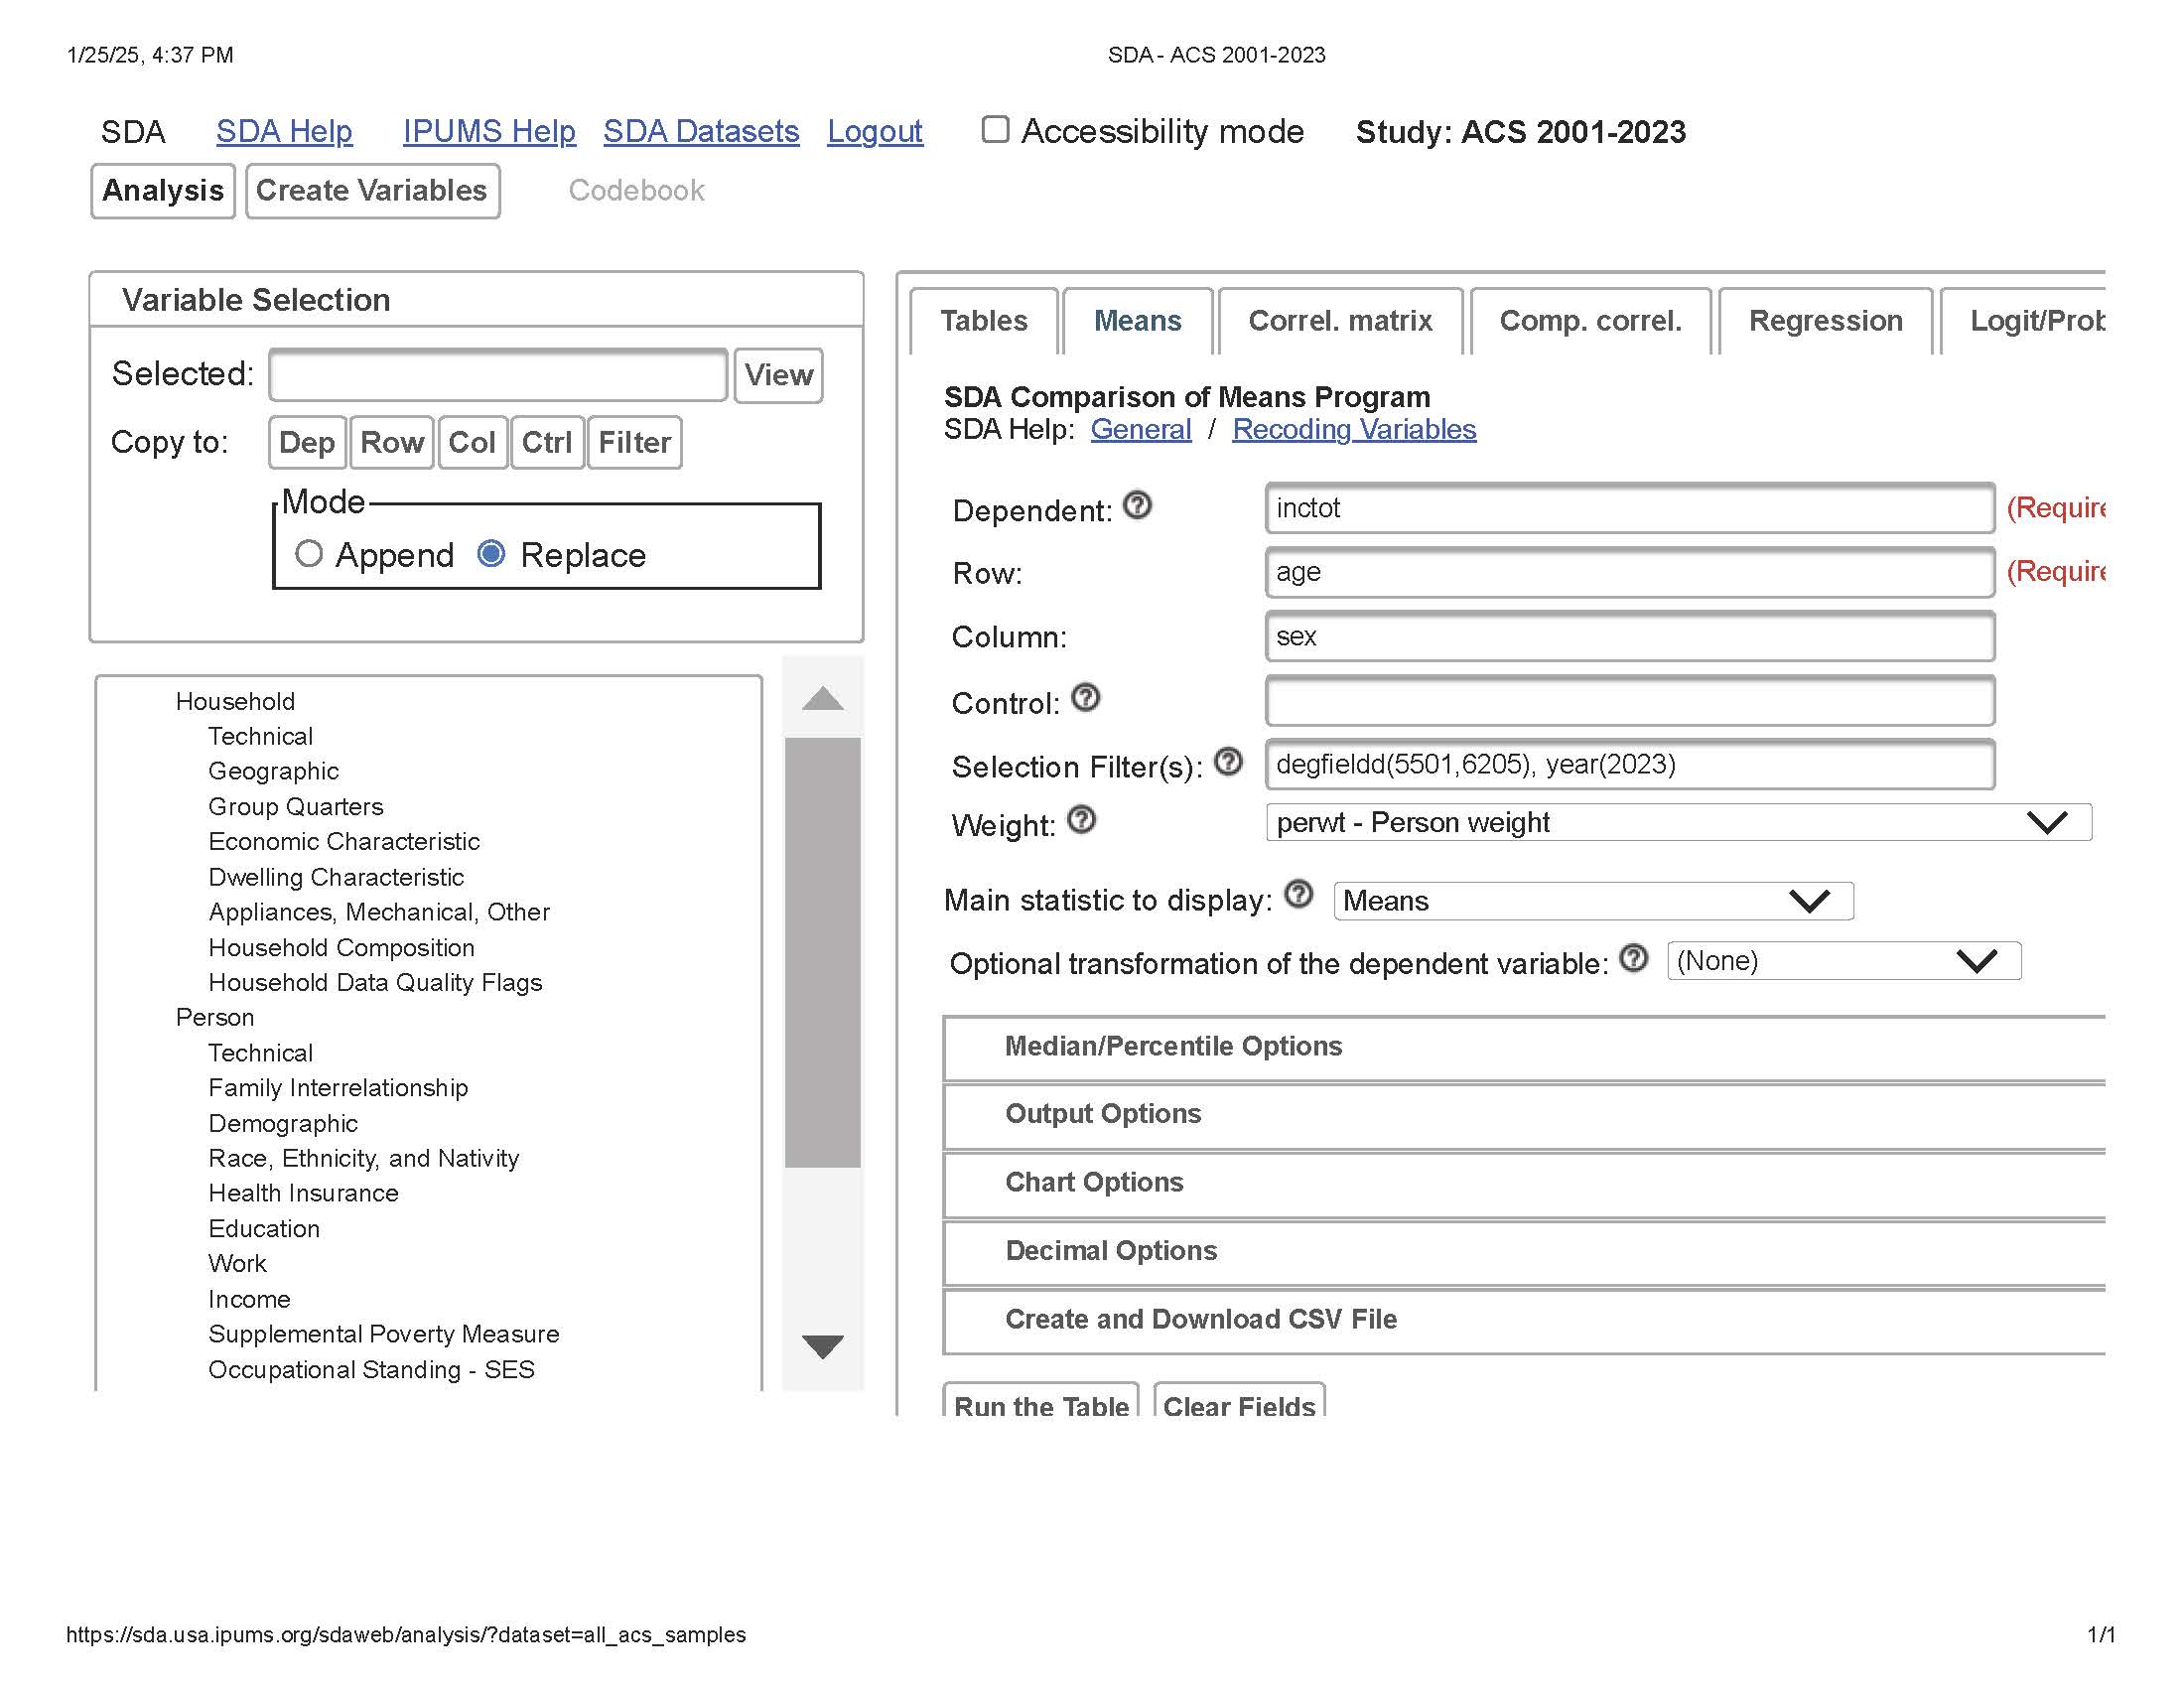 1/25/25, 4:37 PM SDA - ACS 2001-2023
SDA SDA Help IPUMS Help SDA Datasets Logout Accessibility mode Study: ACS 2001-2023
Analysis Create Variables Codebook
Variable Selection
Selected: View
Copy to: Dep Row Col Ctrl Filter
Mode
Append Replace
Household
Technical
Geographic
Group Quarters
Economic Characteristic
Dwelling Characteristic
Appliances, Mechanical, Other
Household Composition
Household Data Quality Flags
Person
Technical
Family Interrelationship
Demographic
Race, Ethnicity, and Nativity
Health Insurance
Education
Work
Income
Supplemental Poverty Measure
Occupational Standing - SES
Tables Means Correl. matrix Comp. correl. Regression Logit/Prob
SDA Comparison of Means Program
SDA Help: General / Recoding Variables
Dependent: inctot (Require
Row: age (Require
Column: sex
Control:
Selection Filter(s): degfieldd(5501,6205), year(2023)
Weight: perwt - Person weight
Main statistic to display: Means
Optional transformation of the dependent variable: (None)
Median/Percentile Options
Output Options
Chart Options
Decimal Options
Create and Download CSV File
Run the Table Clear Fields
https://sda.usa.ipums.org/sdaweb/analysis/?dataset=all_acs_samples 1/1